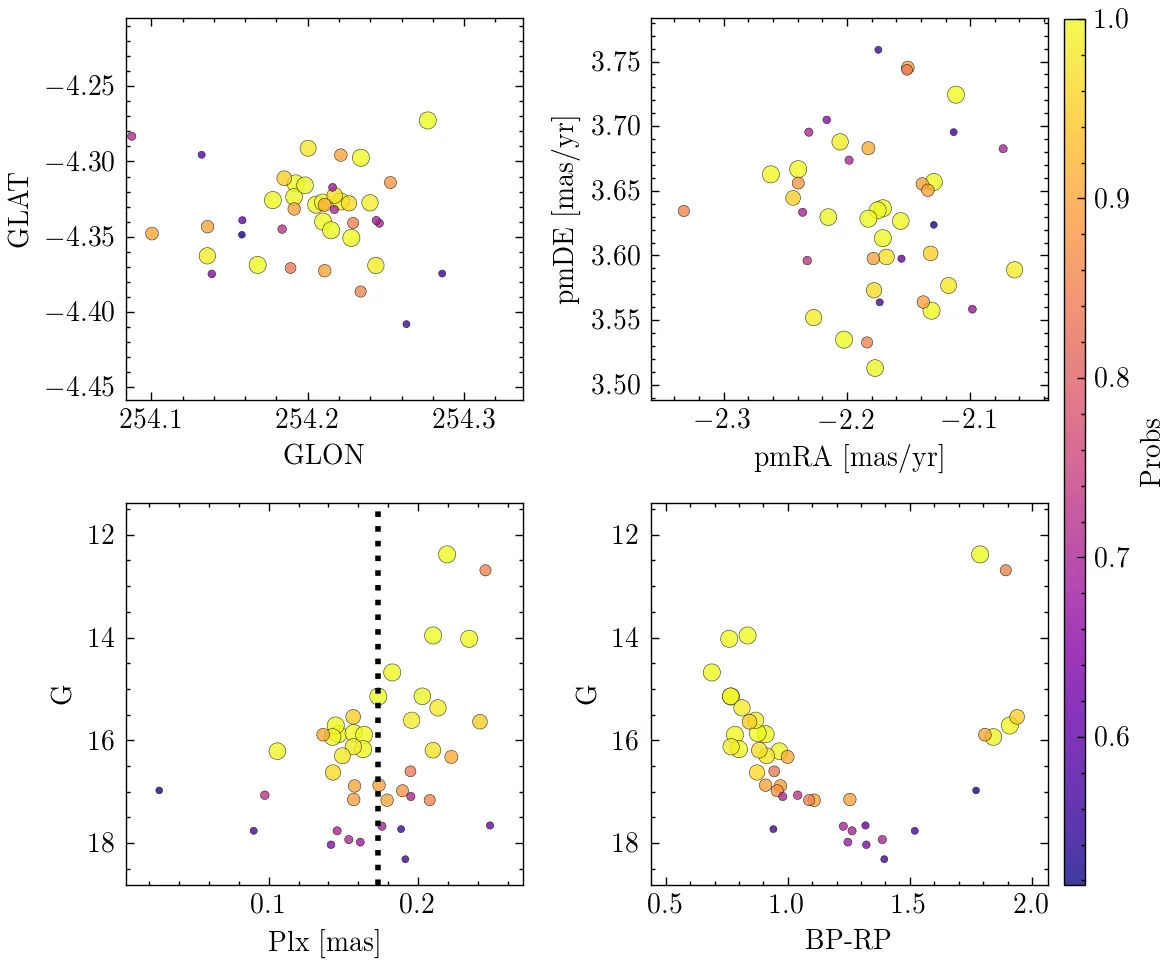 −4.25
−4.30
−4.35
−4.40
−4.45
GLAT
254.1 254.2 254.3
GLON
3.75
3.70
3.65
3.60
3.55
3.50
pmDE [mas/yr]
−2.3 −2.2 −2.1
pmRA [mas/yr]
12
14
16
18
G
0.1 0.2
Plx [mas]
12
14
16
18
G
0.5 1.0 1.5 2.0
BP-RP
1.0
0.9
0.8
0.7
0.6
Probs